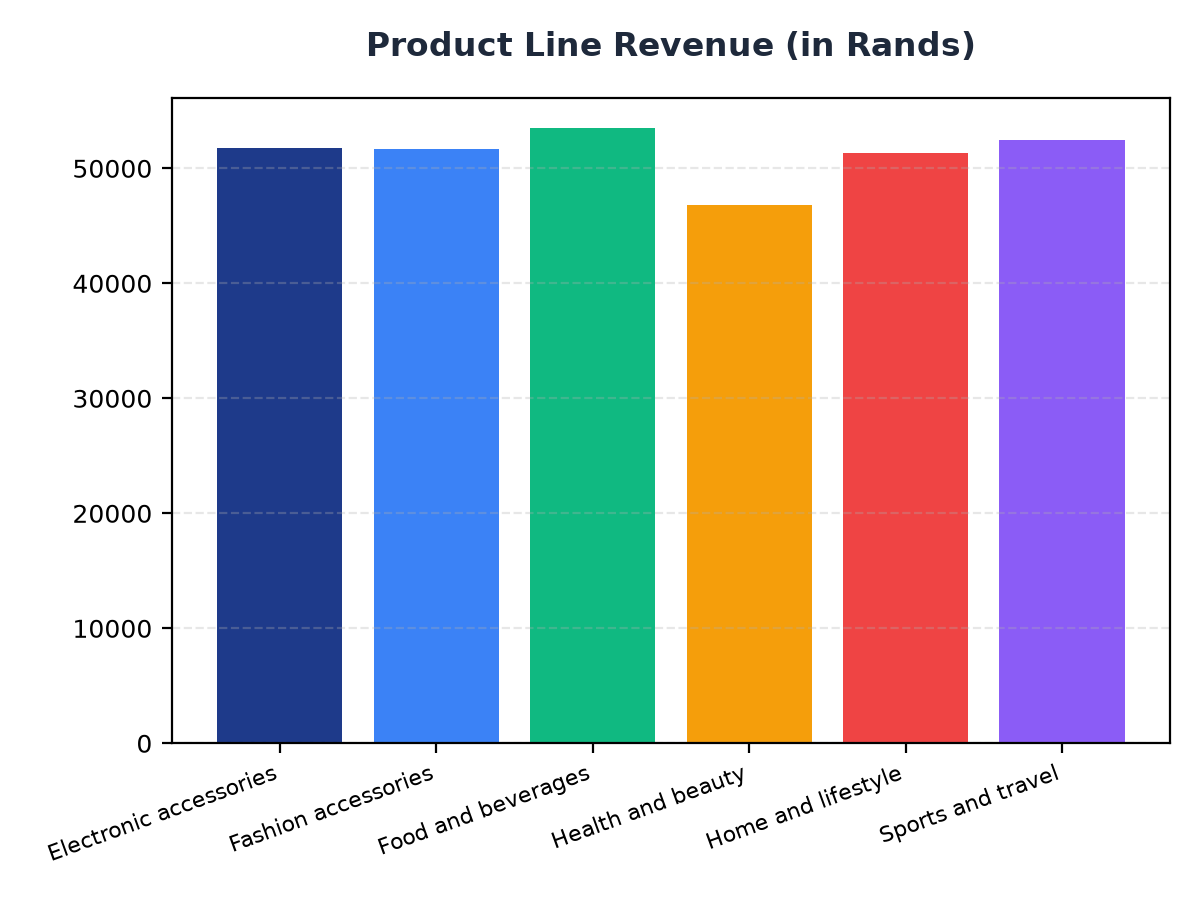 Product Line Revenue (in Rands)
50000
40000
30000
20000
10000
0
Electronic accessories
Fashion accessories
Food and beverages
Health and beauty
Home and lifestyle
Sports and travel